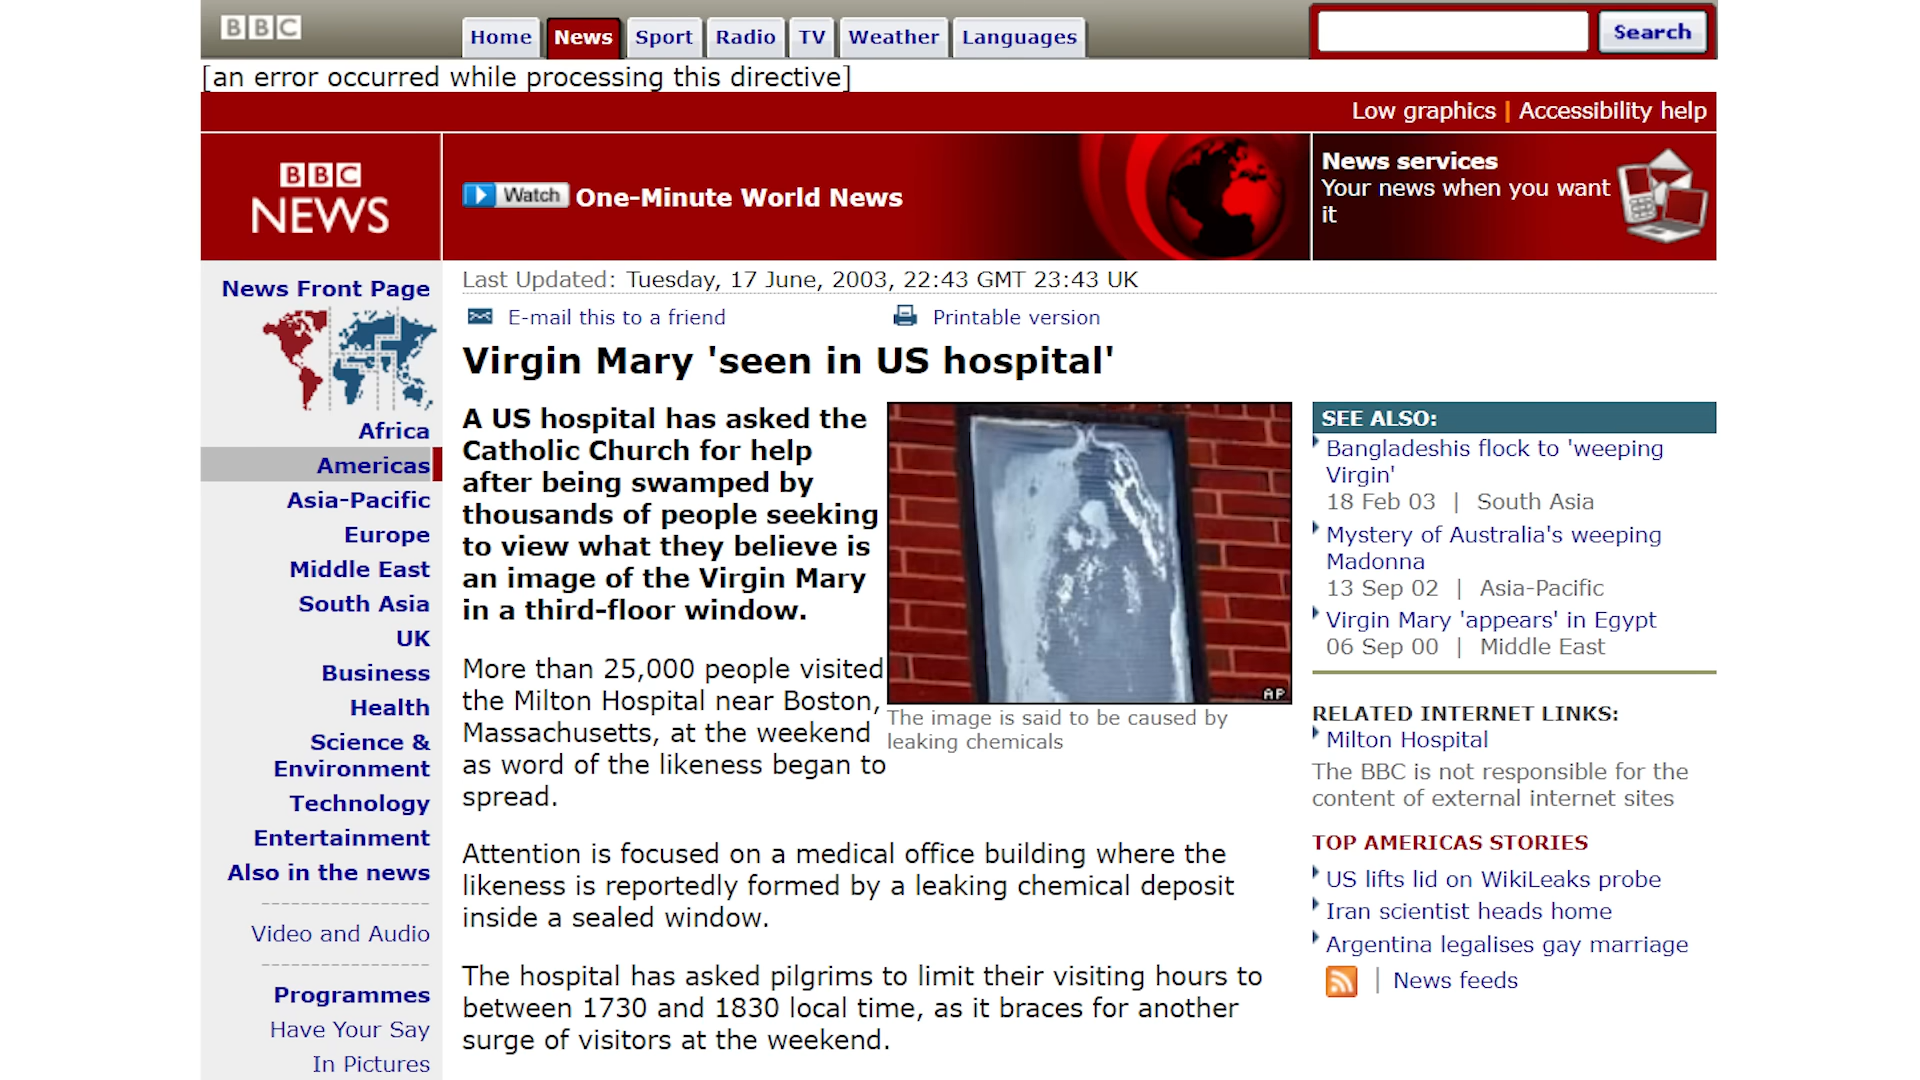 BBC
Home
News
Sport
Radio
TV
Weather
Languages
Search
[an error occurred while processing this directive]
Low graphics | Accessibility help
BBC
NEWS
Watch One-Minute World News
News services
Your news when you want
it
News Front Page
Africa
Americas
Asia-Pacific
Europe
Middle East
South Asia
UK
Business
Health
Science &
Environment
Technology
Entertainment
Also in the news
Video and Audio
Programmes
Have Your Say
In Pictures
Last Updated: Tuesday, 17 June, 2003, 22:43 GMT 23:43 UK
E-mail this to a friend
Printable version
Virgin Mary 'seen in US hospital'
A US hospital has asked the
Catholic Church for help
after being swamped by
thousands of people seeking
to view what they believe is
an image of the Virgin Mary
in a third-floor window.
AP
The image is said to be caused by
leaking chemicals
More than 25,000 people visited
the Milton Hospital near Boston,
Massachusetts, at the weekend
as word of the likeness began to
spread.
Attention is focused on a medical office building where the
likeness is reportedly formed by a leaking chemical deposit
inside a sealed window.
The hospital has asked pilgrims to limit their visiting hours to
between 1730 and 1830 local time, as it braces for another
surge of visitors at the weekend.
SEE ALSO:
Bangladeshis flock to 'weeping
Virgin'
18 Feb 03 | South Asia
Mystery of Australia's weeping
Madonna
13 Sep 02 | Asia-Pacific
Virgin Mary 'appears' in Egypt
06 Sep 00 | Middle East
RELATED INTERNET LINKS:
Milton Hospital
The BBC is not responsible for the
content of external internet sites
TOP AMERICAS STORIES
US lifts lid on WikiLeaks probe
Iran scientist heads home
Argentina legalises gay marriage
| News feeds